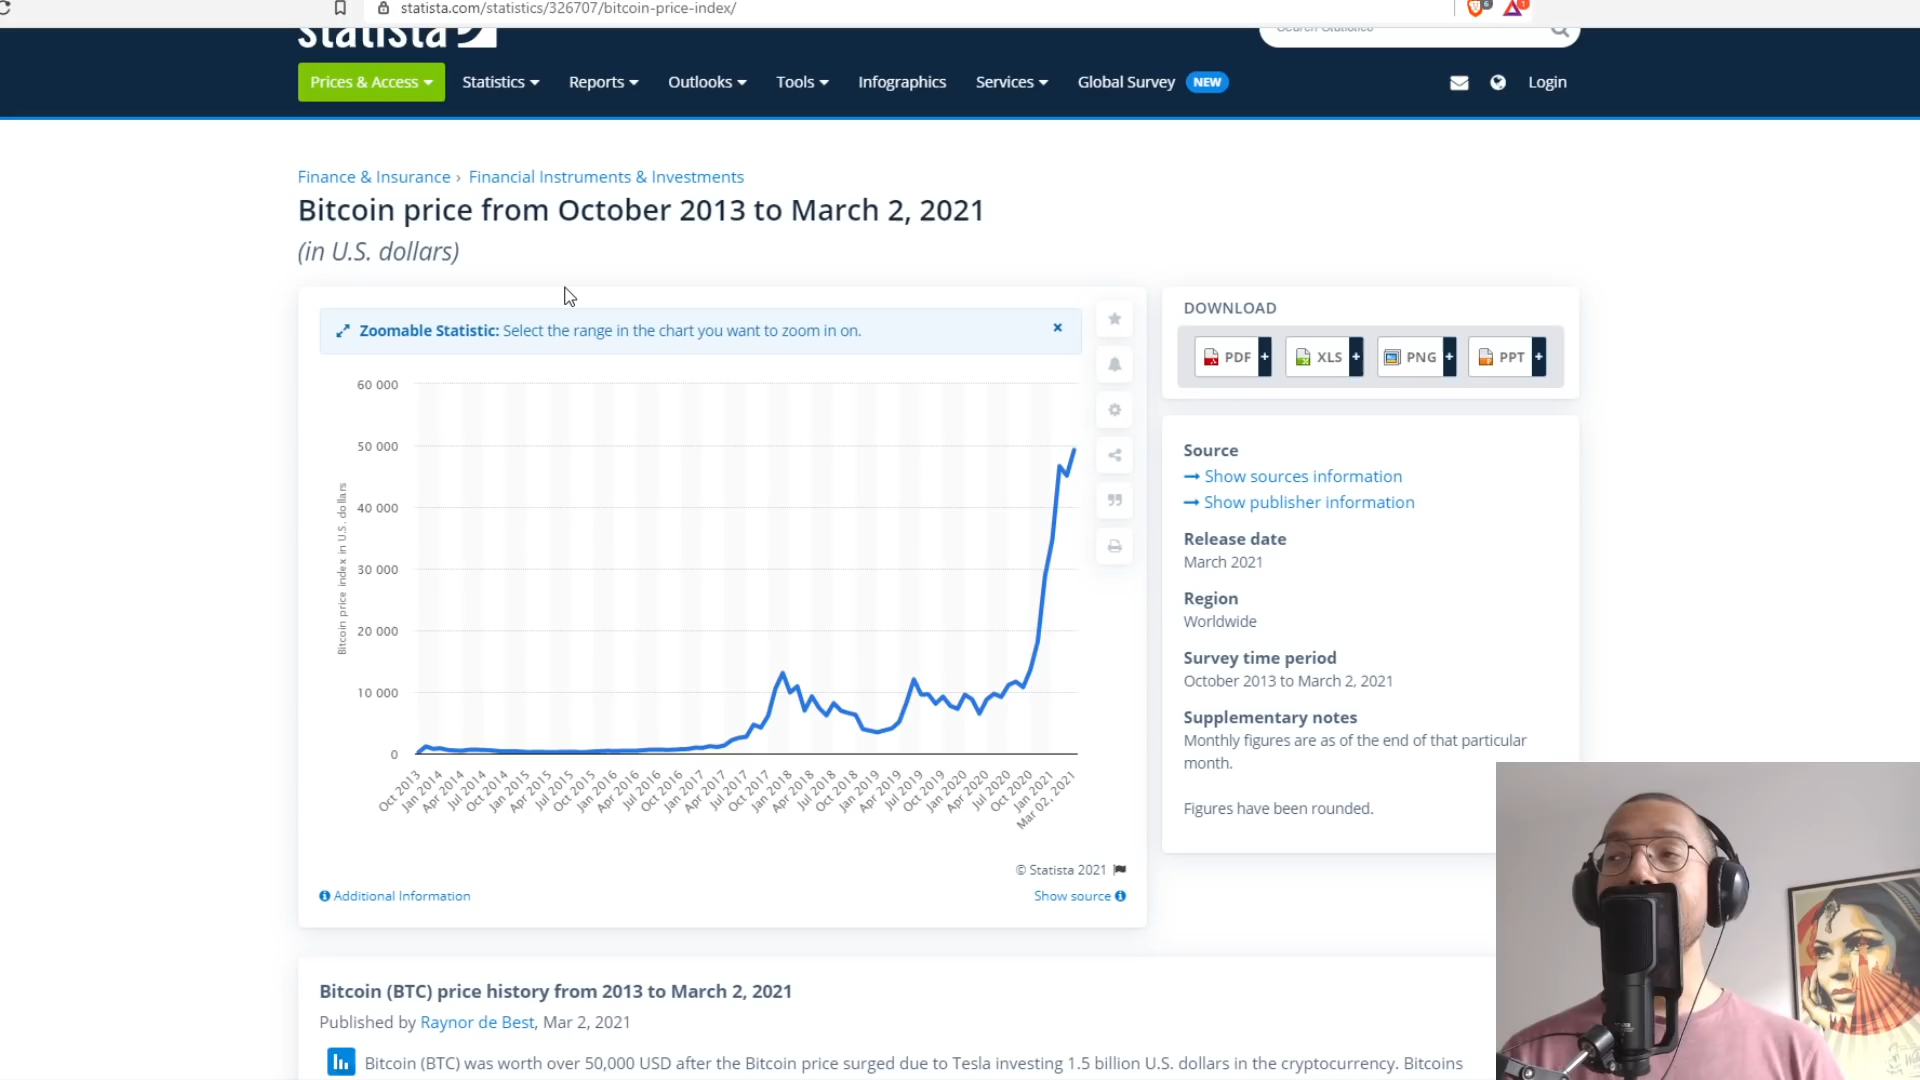 statista.com/statistics/326707/bitcoin-price-index/
6
1
statista
Search Statistics
Prices & Access
Statistics
Reports
Outlooks
Tools
Infographics
Services
Global Survey
NEW
Login
Finance & Insurance › Financial Instruments & Investments
Bitcoin price from October 2013 to March 2, 2021
(in U.S. dollars)
Zoomable Statistic: Select the range in the chart you want to zoom in on.
×
Bitcoin price index in U.S. dollars
60 000
50 000
40 000
30 000
20 000
10 000
0
Oct 2013
Jan 2014
Apr 2014
Jul 2014
Oct 2014
Jan 2015
Apr 2015
Jul 2015
Oct 2015
Jan 2016
Apr 2016
Jul 2016
Oct 2016
Jan 2017
Apr 2017
Jul 2017
Oct 2017
Jan 2018
Apr 2018
Jul 2018
Oct 2018
Jan 2019
Apr 2019
Jul 2019
Oct 2019
Jan 2020
Apr 2020
Jul 2020
Oct 2020
Jan 2021
Mar 02, 2021
© Statista 2021
Additional Information
Show source
DOWNLOAD
PDF +
XLS +
PNG +
PPT +
Source
Show sources information
Show publisher information
Release date
March 2021
Region
Worldwide
Survey time period
October 2013 to March 2, 2021
Supplementary notes
Monthly figures are as of the end of that particular
month.
Figures have been rounded.
Bitcoin (BTC) price history from 2013 to March 2, 2021
Published by Raynor de Best, Mar 2, 2021
Bitcoin (BTC) was worth over 50,000 USD after the Bitcoin price surged due to Tesla investing 1.5 billion U.S. dollars in the cryptocurrency. Bitcoins